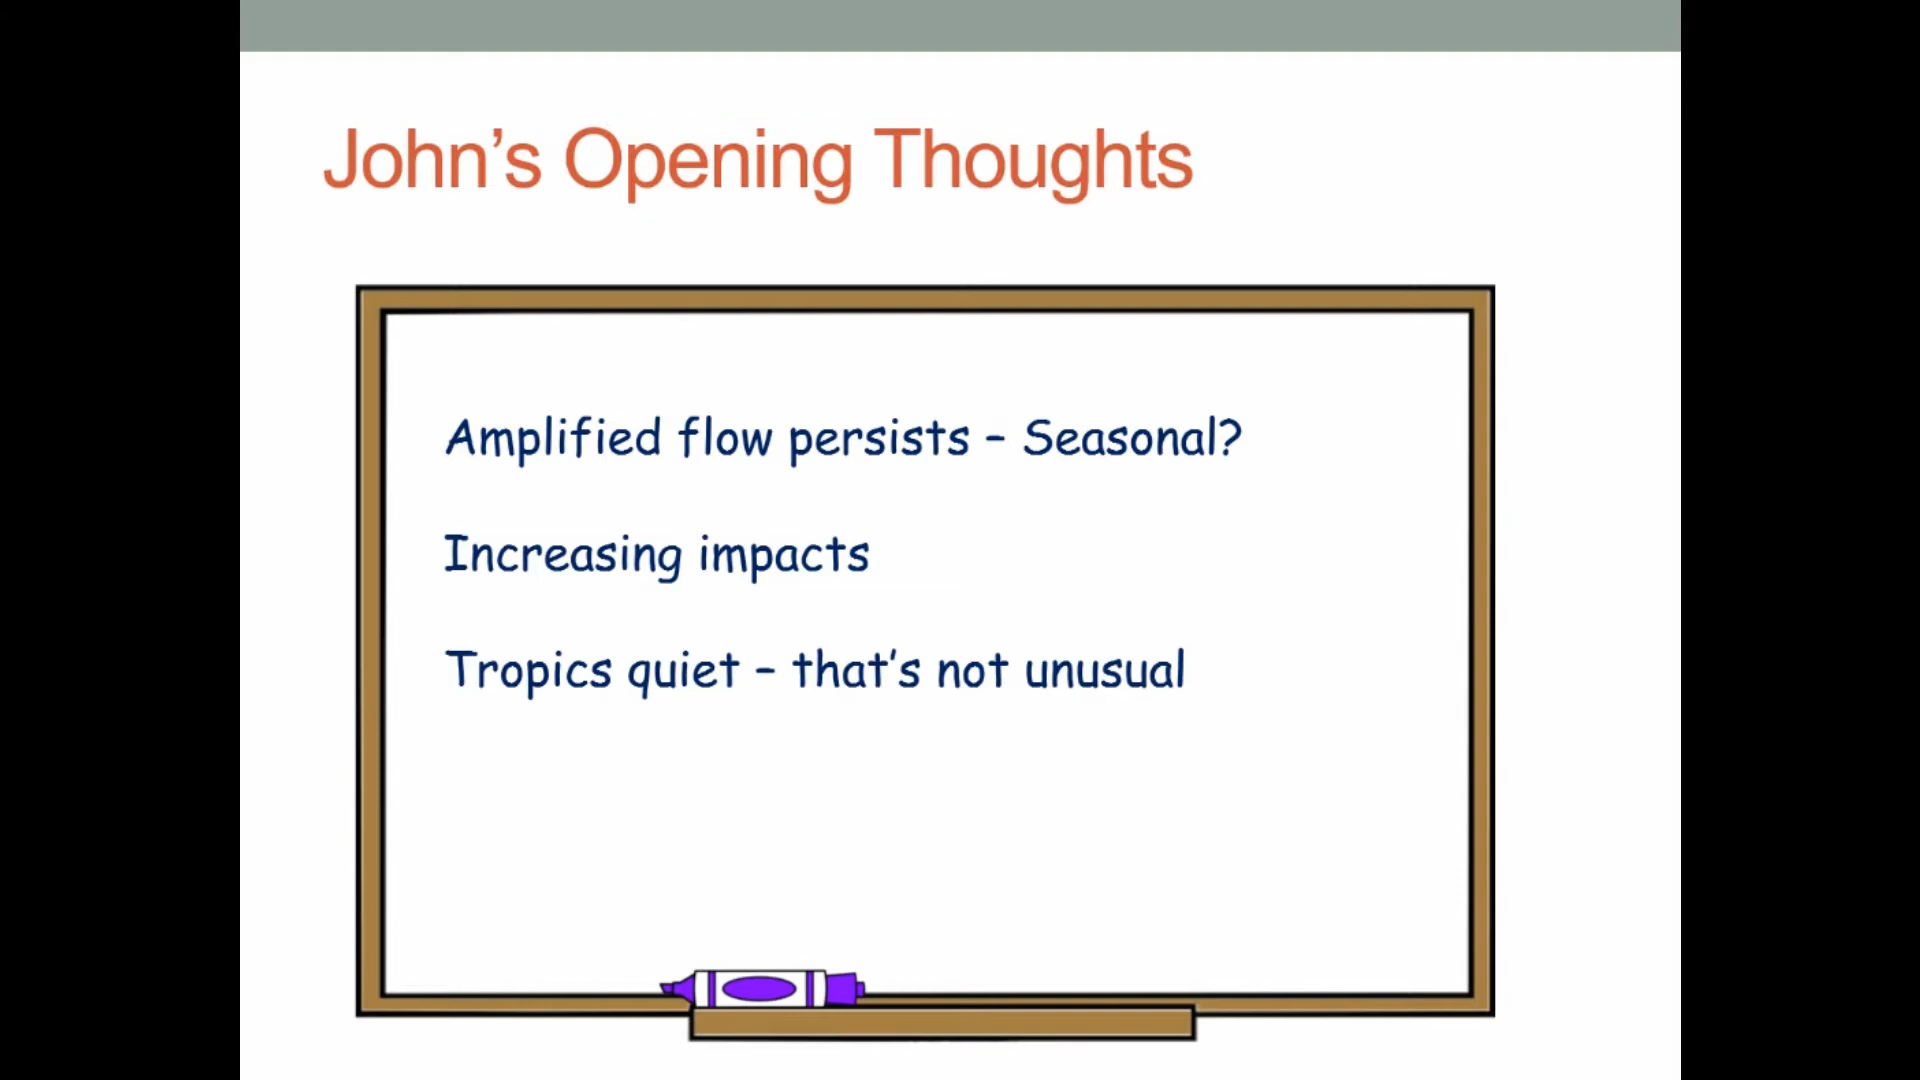 John’s Opening Thoughts
Amplified flow persists – Seasonal?
Increasing impacts
Tropics quiet – that’s not unusual